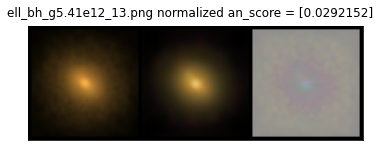 ell_bh_g5.41e12_13.png normalized an_score = [0.0292152]